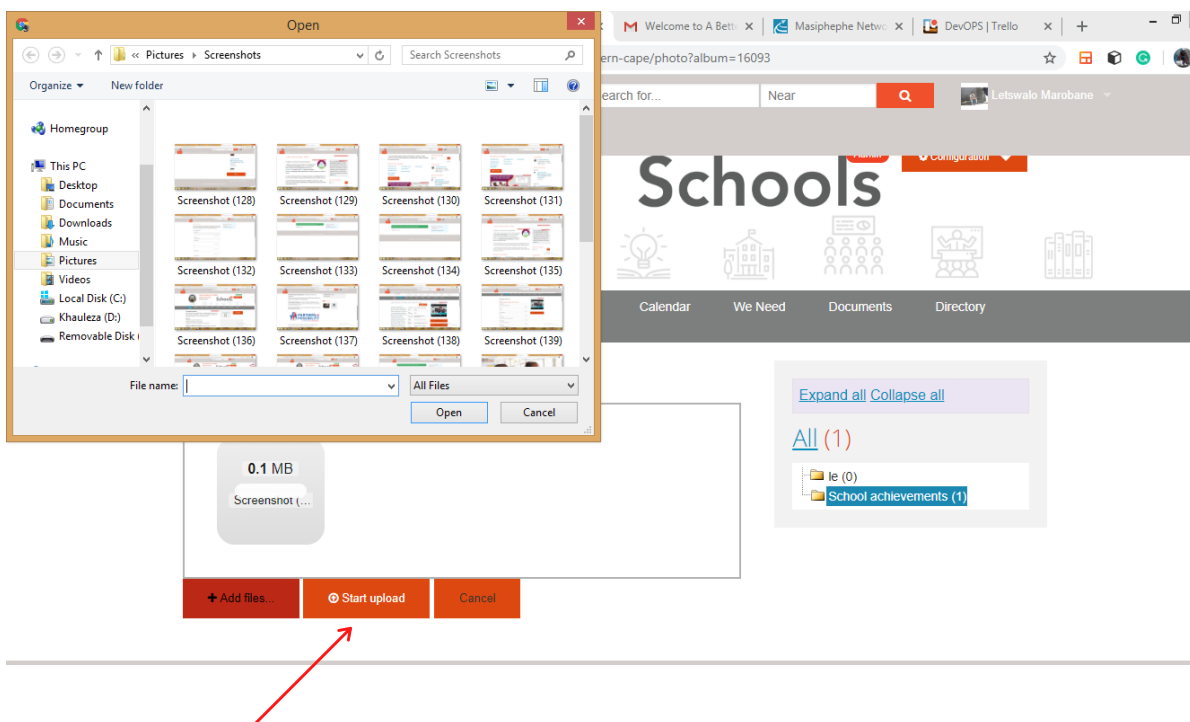 Open
Welcome to A Bett
Masiphephe Netwo
DevOPS | Trello
« Pictures Screenshots
Search Screenshots
ern-cape/photo?album=16093
Organize
New folder
earch for...
Near
Letswalo Marobane
Homegroup
This PC
Desktop
Documents
Downloads
Music
Pictures
Videos
Local Disk (C:)
Khauleza (D:)
Removable Disk
Screenshot (128)
Screenshot (129)
Screenshot (130)
Screenshot (131)
Screenshot (132)
Screenshot (133)
Screenshot (134)
Screenshot (135)
Screenshot (136)
Screenshot (137)
Screenshot (138)
Screenshot (139)
File name:
All Files
Open
Cancel
Admin
Configuration
Schools
Calendar
We Need
Documents
Directory
Expand all Collapse all
All (1)
le (0)
School achievements (1)
0.1 MB
Screenshot (...
Add files...
Start upload
Cancel